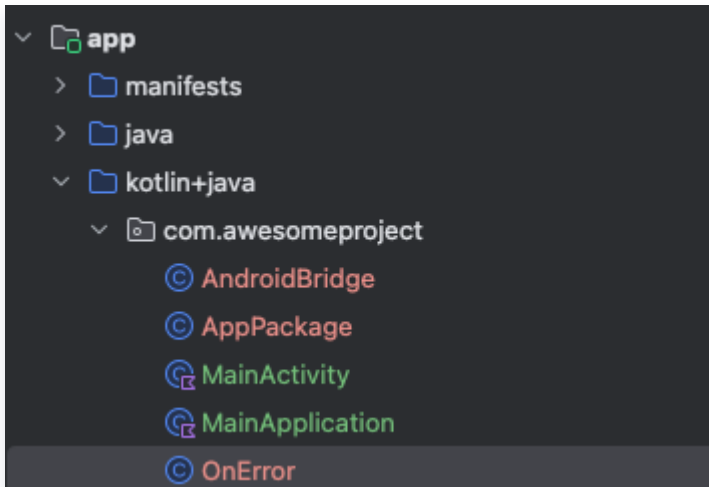 app
manifests
java
kotlin+java
com.awesomeproject
AndroidBridge
AppPackage
MainActivity
MainApplication
OnError